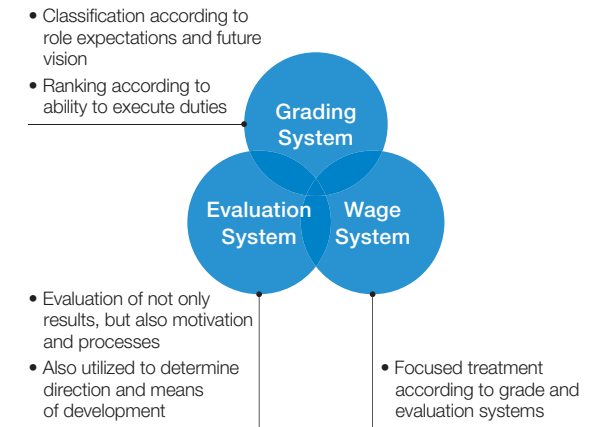 • Classification according to
role expectations and future
vision
• Ranking according to
ability to execute duties
Grading
System
Evaluation
System
Wage
System
• Evaluation of not only
results, but also motivation
and processes
• Also utilized to determine
direction and means
of development
• Focused treatment
according to grade and
evaluation systems